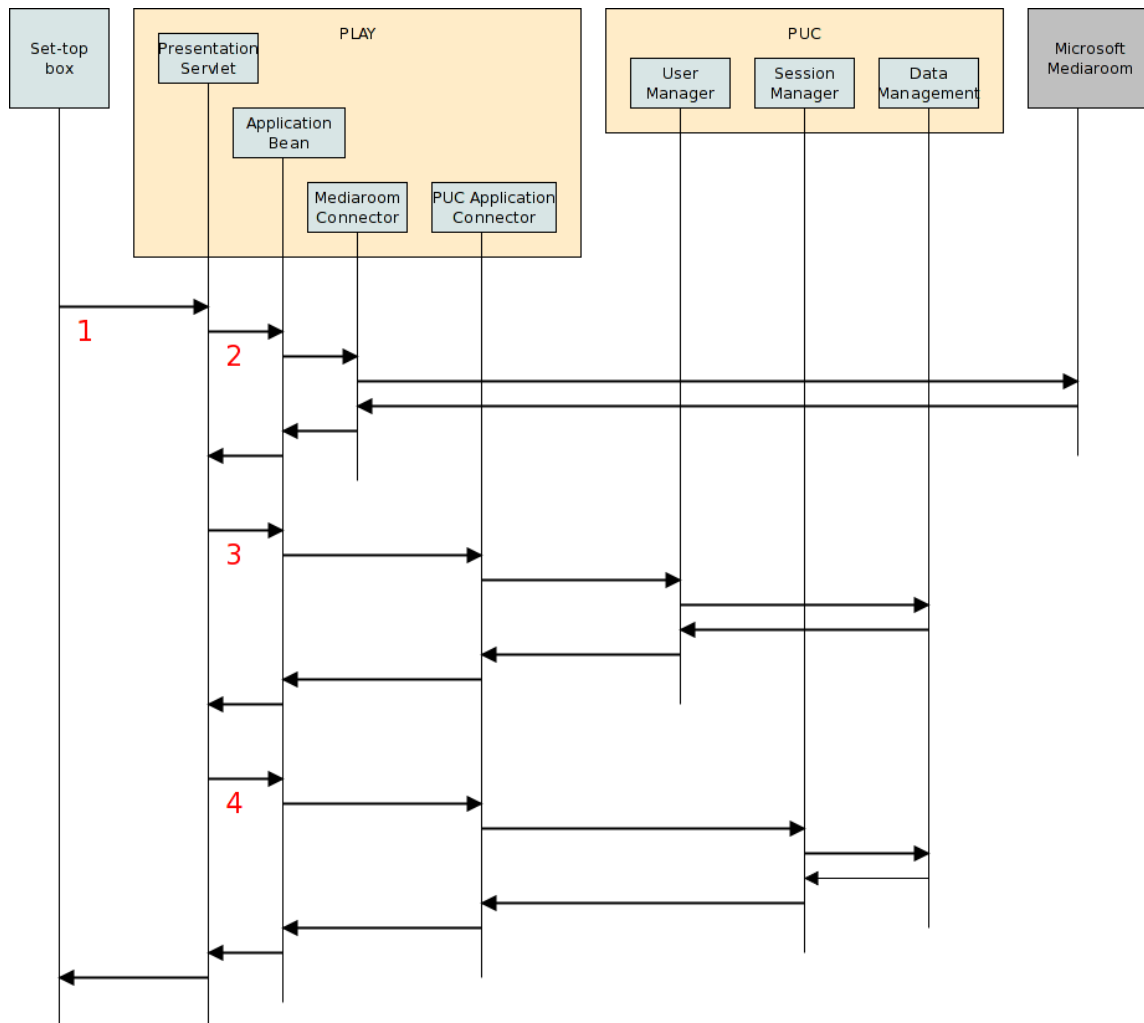 PLAY
PUC
Set-top
box
Presentation
Servlet
Microsoft
Mediaroom
User
Manager
Session
Manager
Data
Management
Application
Bean
Mediaroom
Connector
PUC Application
Connector
1
2
3
4